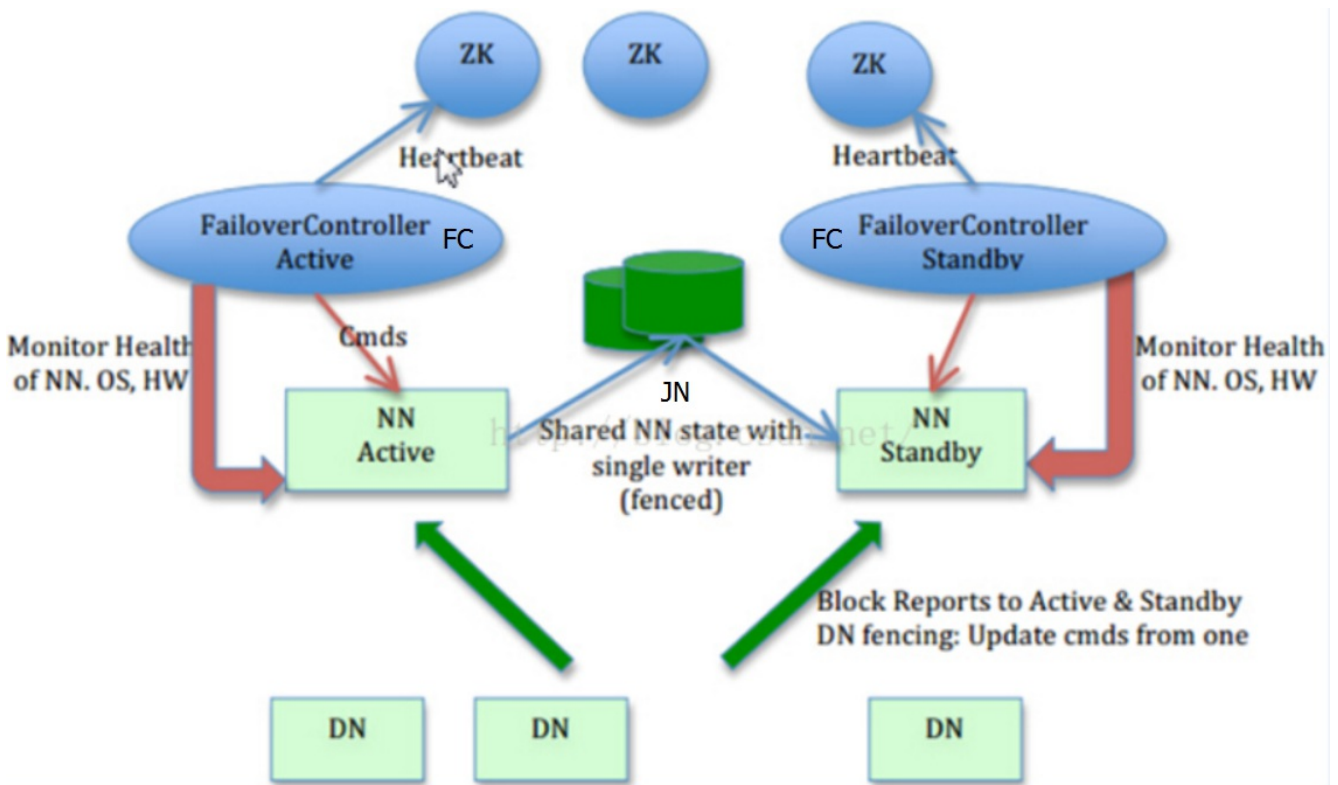 ZK
ZK
ZK
Heartbeat
Heartbeat
FailoverController
Active
FC
FC
FailoverController
Standby
Cmds
Monitor Health
of NN. OS, HW
Monitor Health
of NN. OS, HW
JN
NN
Active
Shared NN state with
single writer
(fenced)
NN
Standby
Block Reports to Active & Standby
DN fencing: Update cmds from one
DN
DN
DN